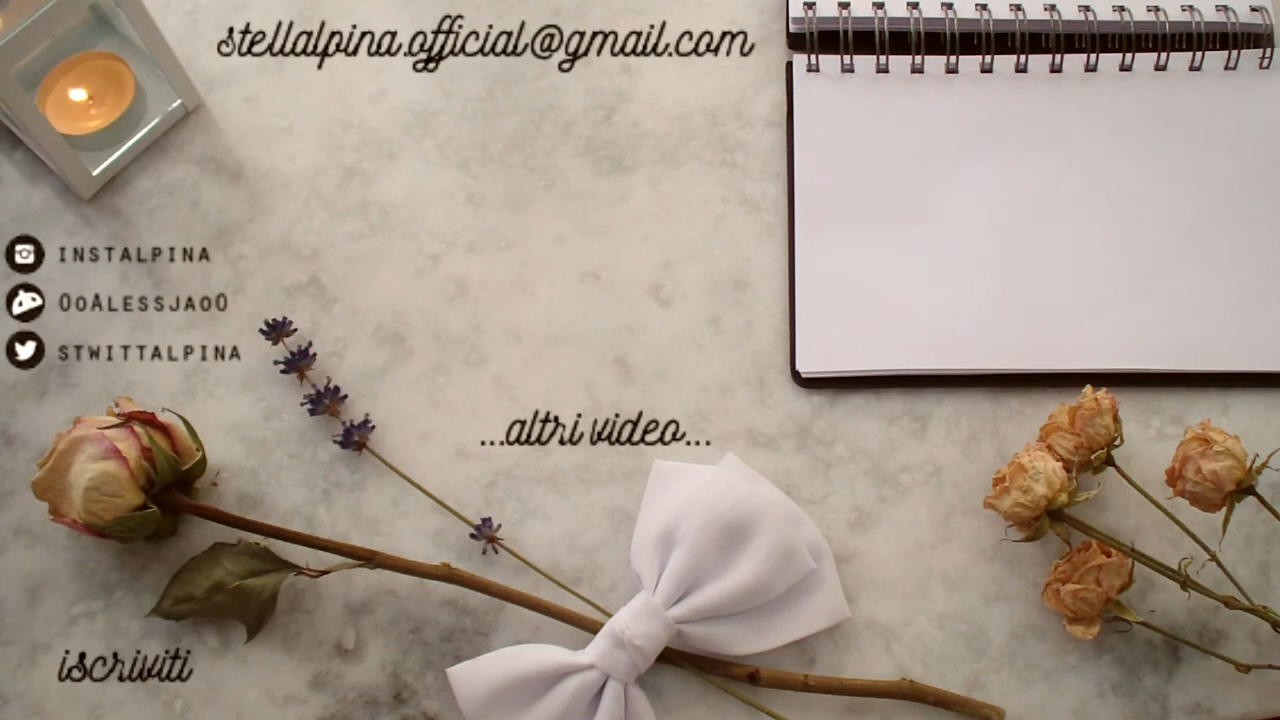 stellalpina.official@gmail.com
INSTALPINA
OoAlessjaoO
STWITTALPINA
...altri video...
iscriviti